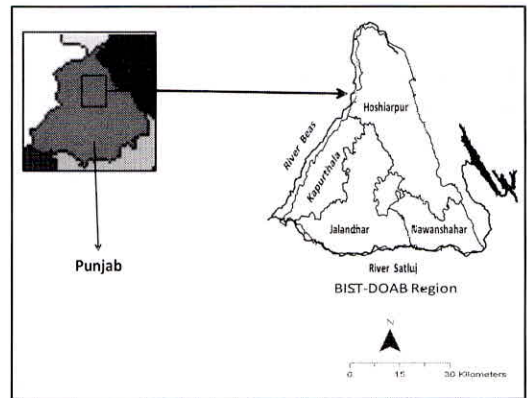 Hoshiarpur
River Beas
Kapurthala
Jalandhar
Nawanshahar
Punjab
River Satluj
BIST-DOAB Region
N
0 15 30 Kilometers